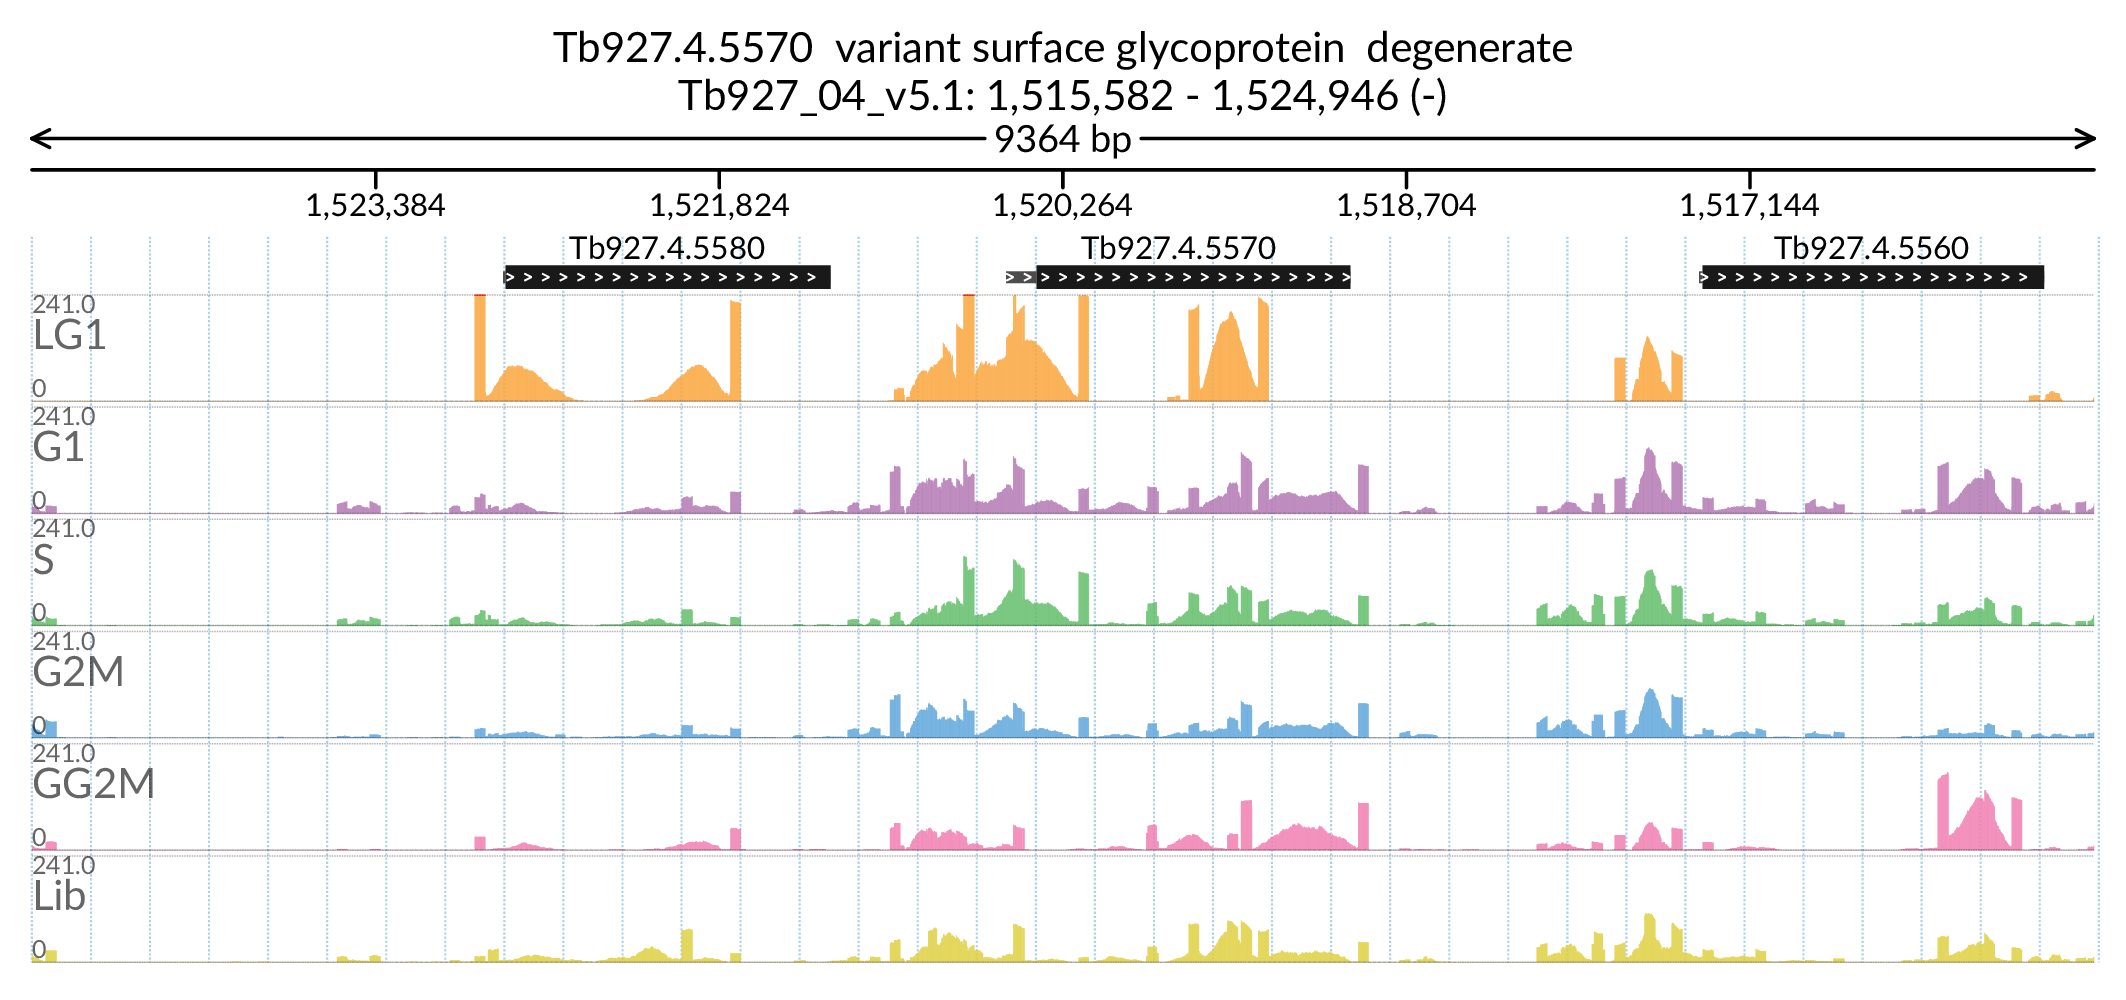 Tb927.4.5570 variant surface glycoprotein degenerate
Tb927_04_v5.1: 1,515,582 - 1,524,946 (-)
9364 bp
1,523,384 1,521,824 1,520,264 1,518,704 1,517,144
Tb927.4.5580 Tb927.4.5570 Tb927.4.5560
241.0
LG1
0
241.0
G1
0
241.0
S
0
241.0
G2M
0
241.0
GG2M
0
241.0
Lib
0